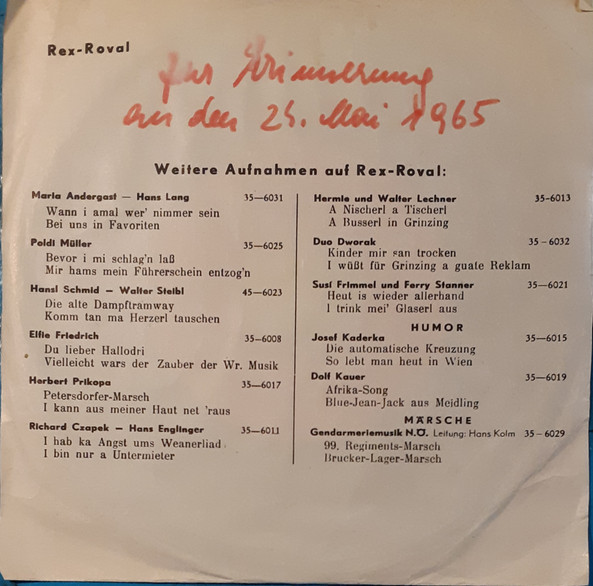 Rex-Roval
zur Erinnerung
an den 25. Mai 1965
Weitere Aufnahmen auf Rex-Roval:
Maria Andergast — Hans Lang 35—6031
Wann i amal wer' nimmer sein
Bei uns in Favoriten
Poldi Müller 35—6025
Bevor i mi schlag'n laß
Mir hams mein Führerschein entzog'n
Hansl Schmid — Walter Steibl 45—6023
Die alte Dampftramway
Komm tan ma Herzerl tauschen
Elfie Friedrich 35—6008
Du lieber Hallodri
Vielleicht wars der Zauber der Wr. Musik
Herbert Prikopa 35—6017
Petersdorfer-Marsch
I kann aus meiner Haut net 'raus
Richard Czapek — Hans Englinger 35—6011
I hab ka Angst ums Weanerliad
I bin nur a Untermieter
Hermie und Walter Lechner 35-6013
A Nischerl a Tischerl
A Busserl in Grinzing
Duo Dworak 35-6032
Kinder mir san trocken
I wüßt für Grinzing a guate Reklam
Susi Frimmel und Ferry Stanner 35—6021
Heut is wieder allerhand
I trink mei' Glaserl aus
HUMOR
Josef Kaderka 35—6015
Die automatische Kreuzung
So lebt man heut in Wien
Dolf Kauer 35—6019
Afrika-Song
Blue-Jean-Jack aus Meidling
MÄRSCHE
Gendarmeriemusik N.Ö. Leitung: Hans Kolm 35-6029
99. Regiments-Marsch
Brucker-Lager-Marsch